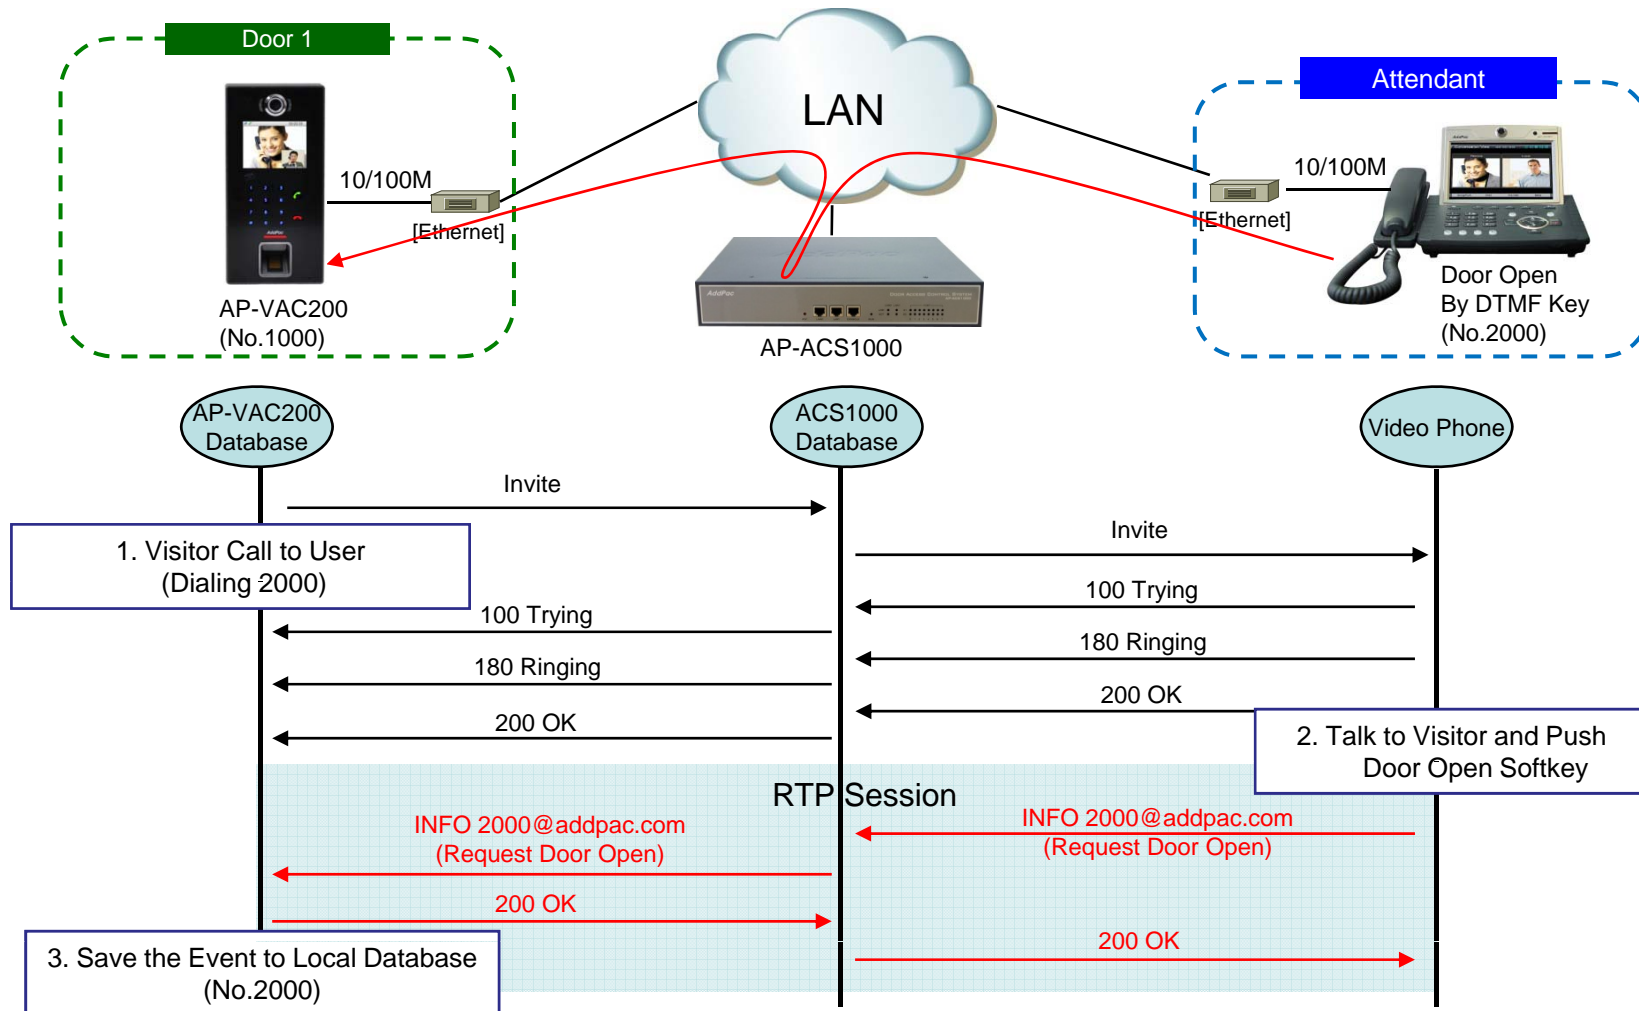 Door 1
LAN
Attendant
10/100M
[Ethernet]
10/100M
[Ethernet]
AddPac
AP-VAC200
(No.1000)
AddPac
AP-ACS1000
Door Open
By DTMF Key
(No.2000)
AP-VAC200
Database
ACS1000
Database
Video Phone
Invite
Invite
1. Visitor Call to User
(Dialing 2000)
100 Trying
100 Trying
180 Ringing
180 Ringing
200 OK
200 OK
2. Talk to Visitor and Push
Door Open Softkey
RTP Session
INFO 2000@addpac.com
(Request Door Open)
INFO 2000@addpac.com
(Request Door Open)
200 OK
200 OK
3. Save the Event to Local Database
(No.2000)